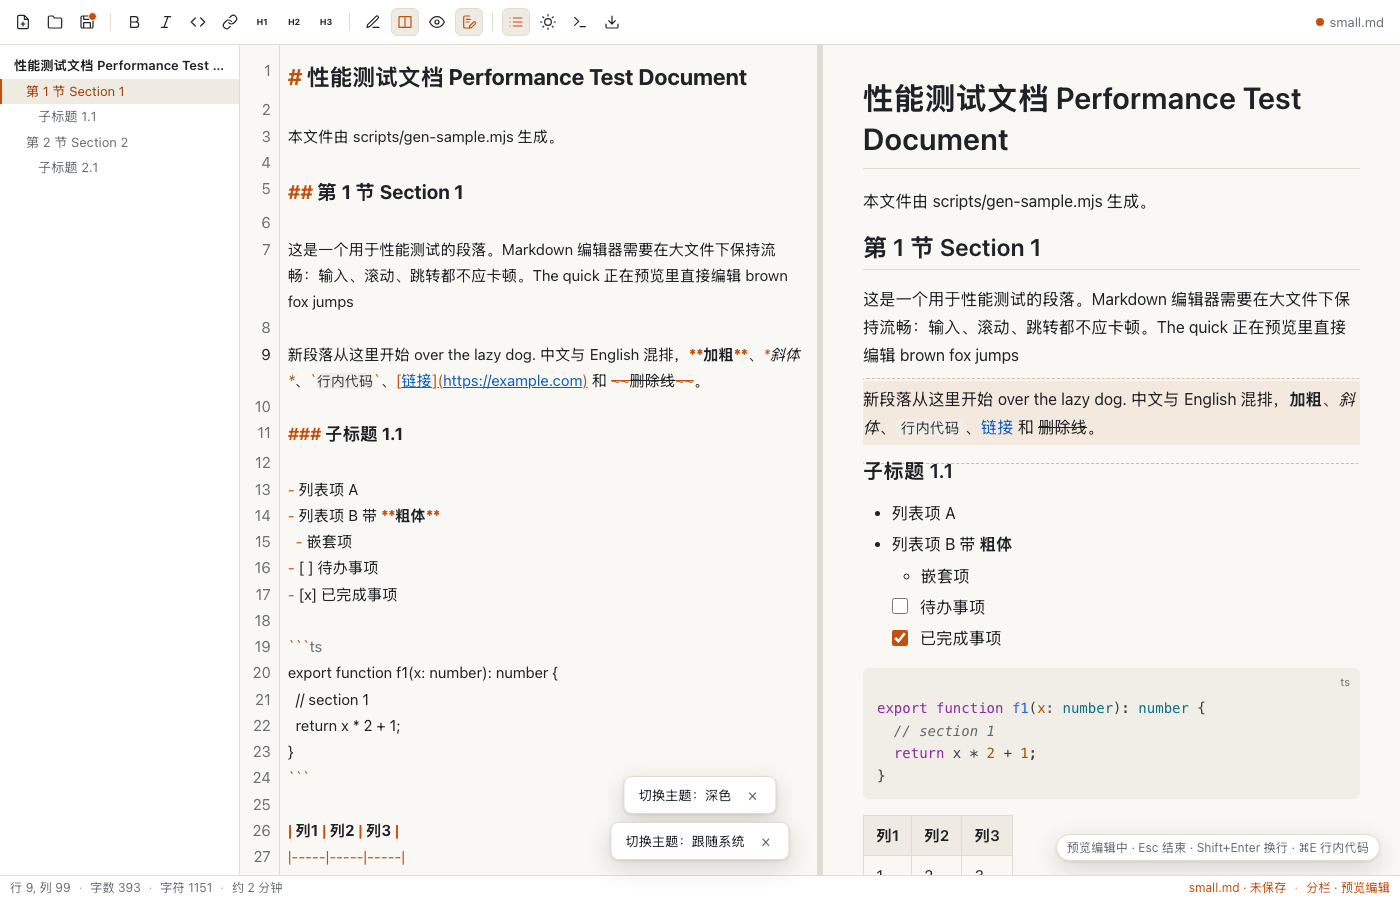 B I <> H1 H2 H3
small.md
性能测试文档 Performance Test ...
第 1 节 Section 1
子标题 1.1
第 2 节 Section 2
子标题 2.1
1 # 性能测试文档 Performance Test Document
2
3 本文件由 scripts/gen-sample.mjs 生成。
4
5 ## 第 1 节 Section 1
6
7 这是一个用于性能测试的段落。Markdown 编辑器需要在大文件下保持流
畅：输入、滚动、跳转都不应卡顿。The quick 正在预览里直接编辑 brown
fox jumps
8
9 新段落从这里开始 over the lazy dog. 中文与 English 混排，**加粗**、*斜体
*、`行内代码`、[链接](https://example.com) 和 ~~删除线~~。
10
11 ### 子标题 1.1
12
13 - 列表项 A
14 - 列表项 B 带 **粗体**
15   - 嵌套项
16 - [ ] 待办事项
17 - [x] 已完成事项
18
19 ```ts
20 export function f1(x: number): number {
21   // section 1
22   return x * 2 + 1;
23 }
24 ```
25
26 | 列1 | 列2 | 列3 |
27 |-----|-----|-----|
切换主题：深色 ×
切换主题：跟随系统 ×
性能测试文档 Performance Test
Document
本文件由 scripts/gen-sample.mjs 生成。
第 1 节 Section 1
这是一个用于性能测试的段落。Markdown 编辑器需要在大文件下保
持流畅：输入、滚动、跳转都不应卡顿。The quick 正在预览里直接
编辑 brown fox jumps
新段落从这里开始 over the lazy dog. 中文与 English 混排，加粗、斜
体、 行内代码 、链接 和 删除线。
子标题 1.1
• 列表项 A
• 列表项 B 带 粗体
◦ 嵌套项
待办事项
已完成事项
ts
export function f1(x: number): number {
  // section 1
  return x * 2 + 1;
}
列1 列2 列3
1 2 3
预览编辑中 · Esc 结束 · Shift+Enter 换行 · ⌘E 行内代码
行 9, 列 99 · 字数 393 · 字符 1151 · 约 2 分钟
small.md · 未保存 · 分栏 · 预览编辑